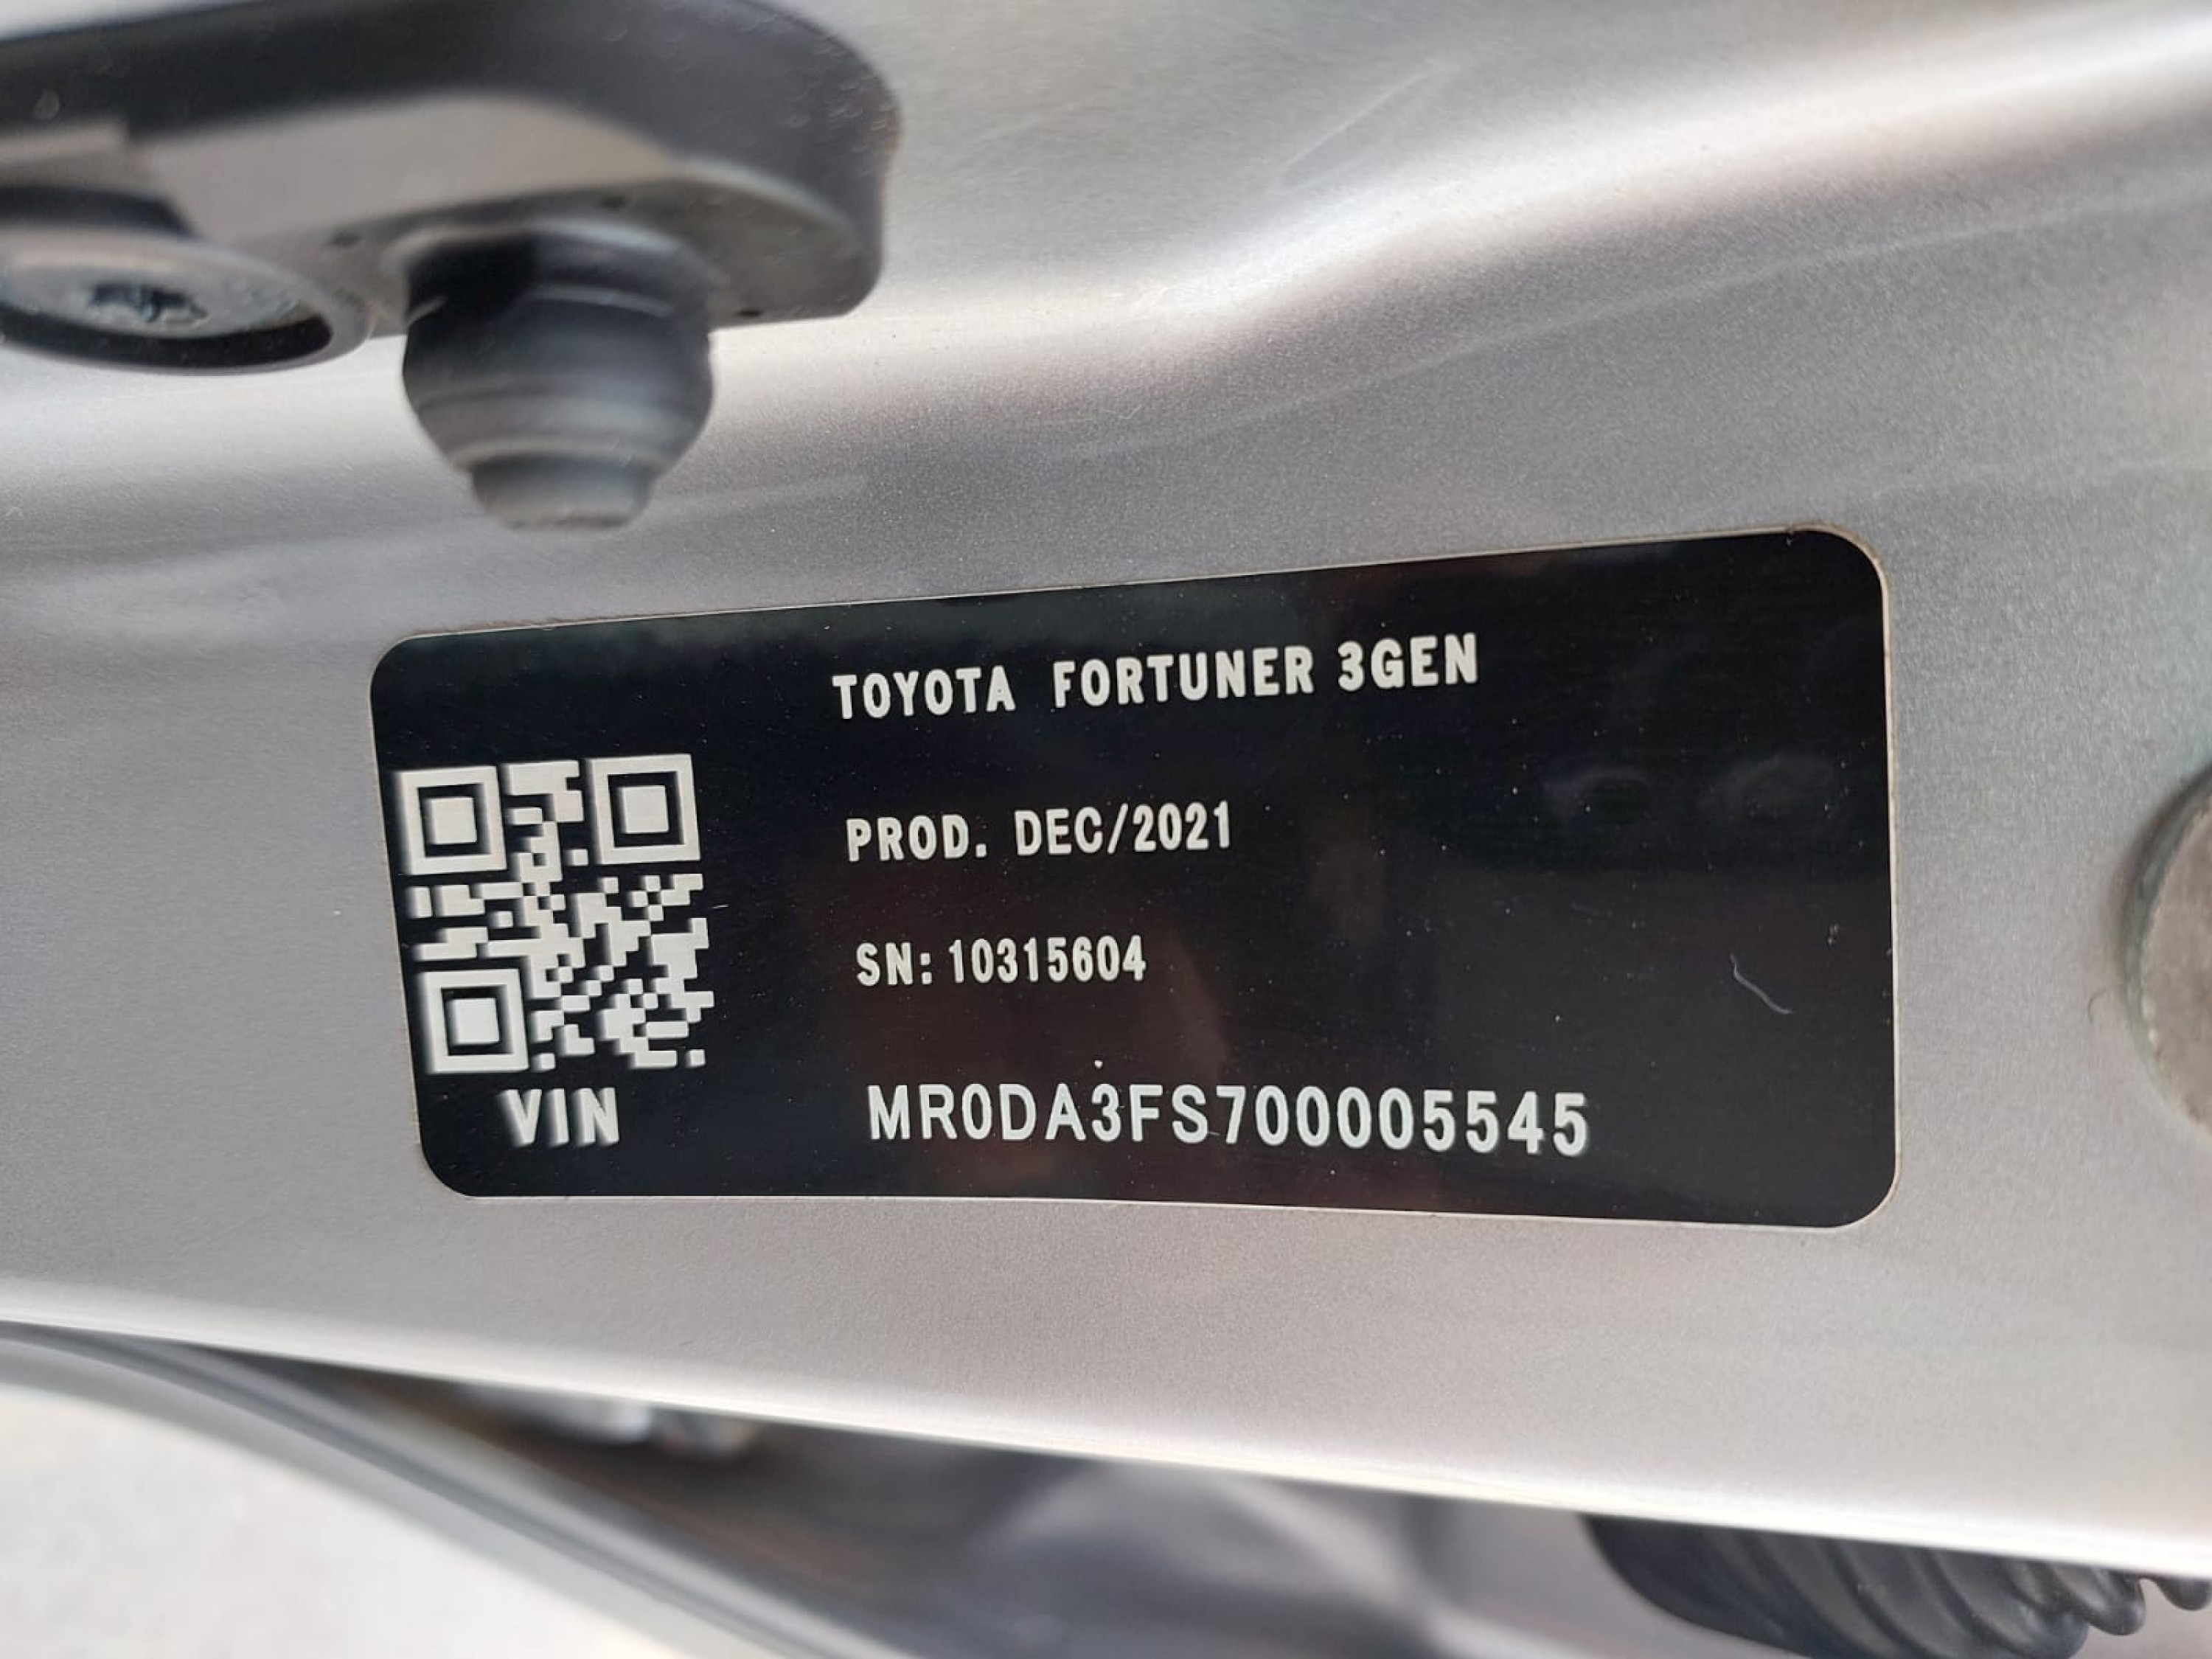 TOYOTA FORTUNER 3GEN
PROD. DEC/2021
SN: 10315604
VIN MR0DA3FS700005545